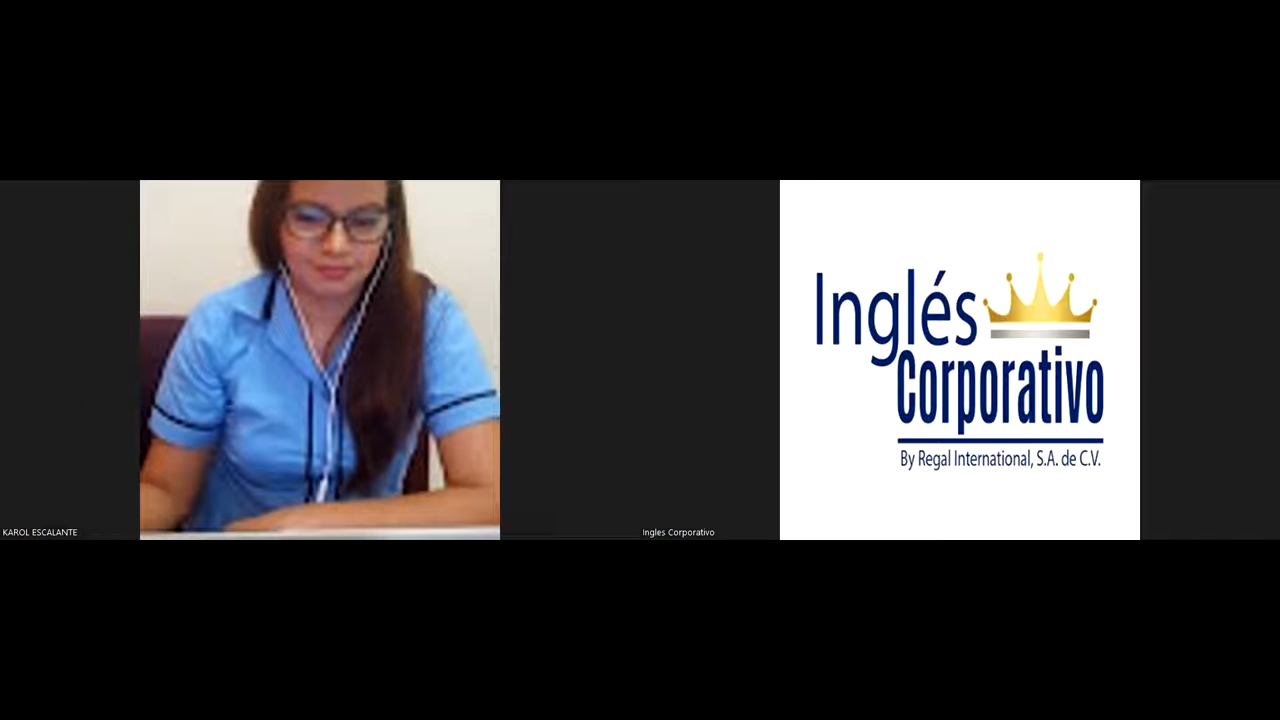 Inglés
Corporativo
By Regal International, S.A. de C.V.
KAROL ESCALANTE
Ingles Corporativo